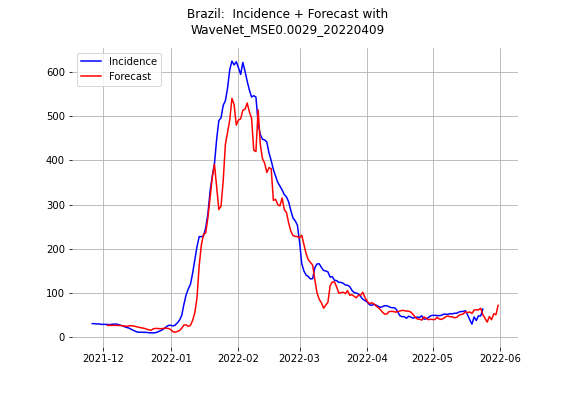 Brazil:  Incidence + Forecast with
WaveNet_MSE0.0029_20220409
Incidence
Forecast
600
500
400
300
200
100
0
2021-12 2022-01 2022-02 2022-03 2022-04 2022-05 2022-06